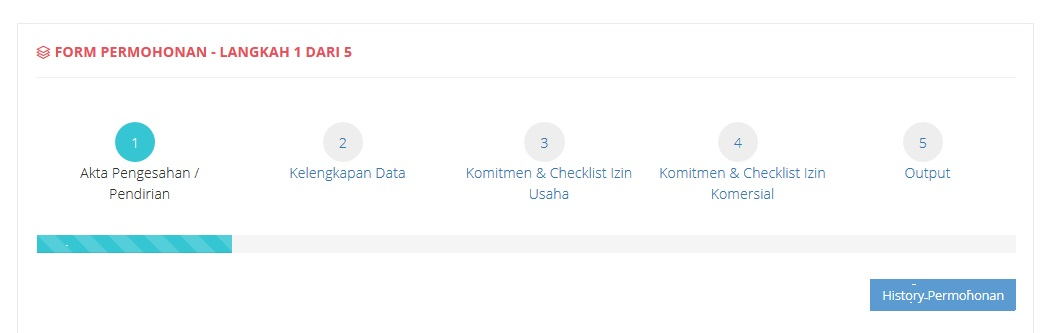 FORM PERMOHONAN - LANGKAH 1 DARI 5
1
2
3
4
5
Akta Pengesahan /
Pendirian
Kelengkapan Data
Komitmen & Checklist Izin
Usaha
Komitmen & Checklist Izin
Komersial
Output
History Permohonan